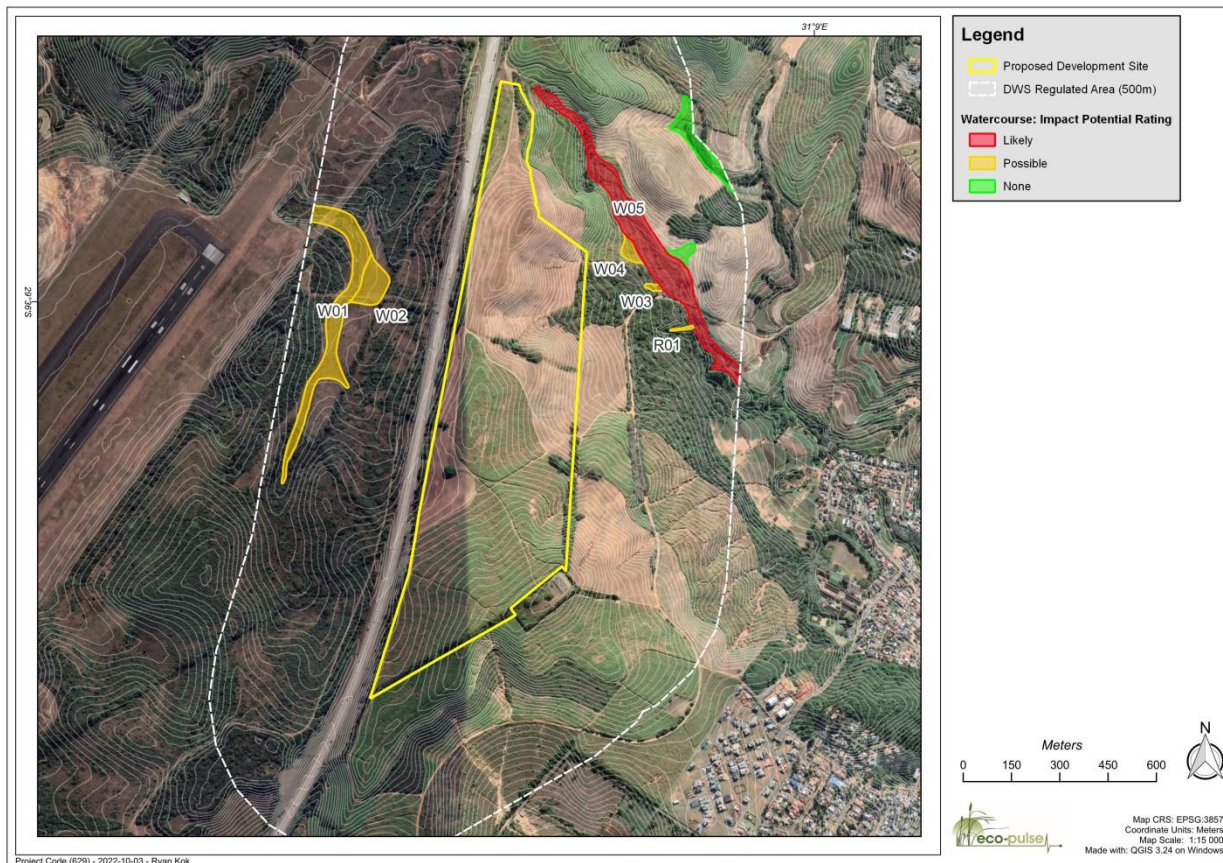 31°9'E
29°36'S
W05
W04
W03
R01
W01
W02
Legend
Proposed Development Site
DWS Regulated Area (500m)
Watercourse: Impact Potential Rating
Likely
Possible
None
Meters
0 150 300 450 600
N
eco-pulse
Map CRS: EPSG:3857
Coordinate Units: Meters
Map Scale: 1:15 000
Made with: QGIS 3.24 on Windows
Project Code (629) - 2022-10-03 - Ryan Kok